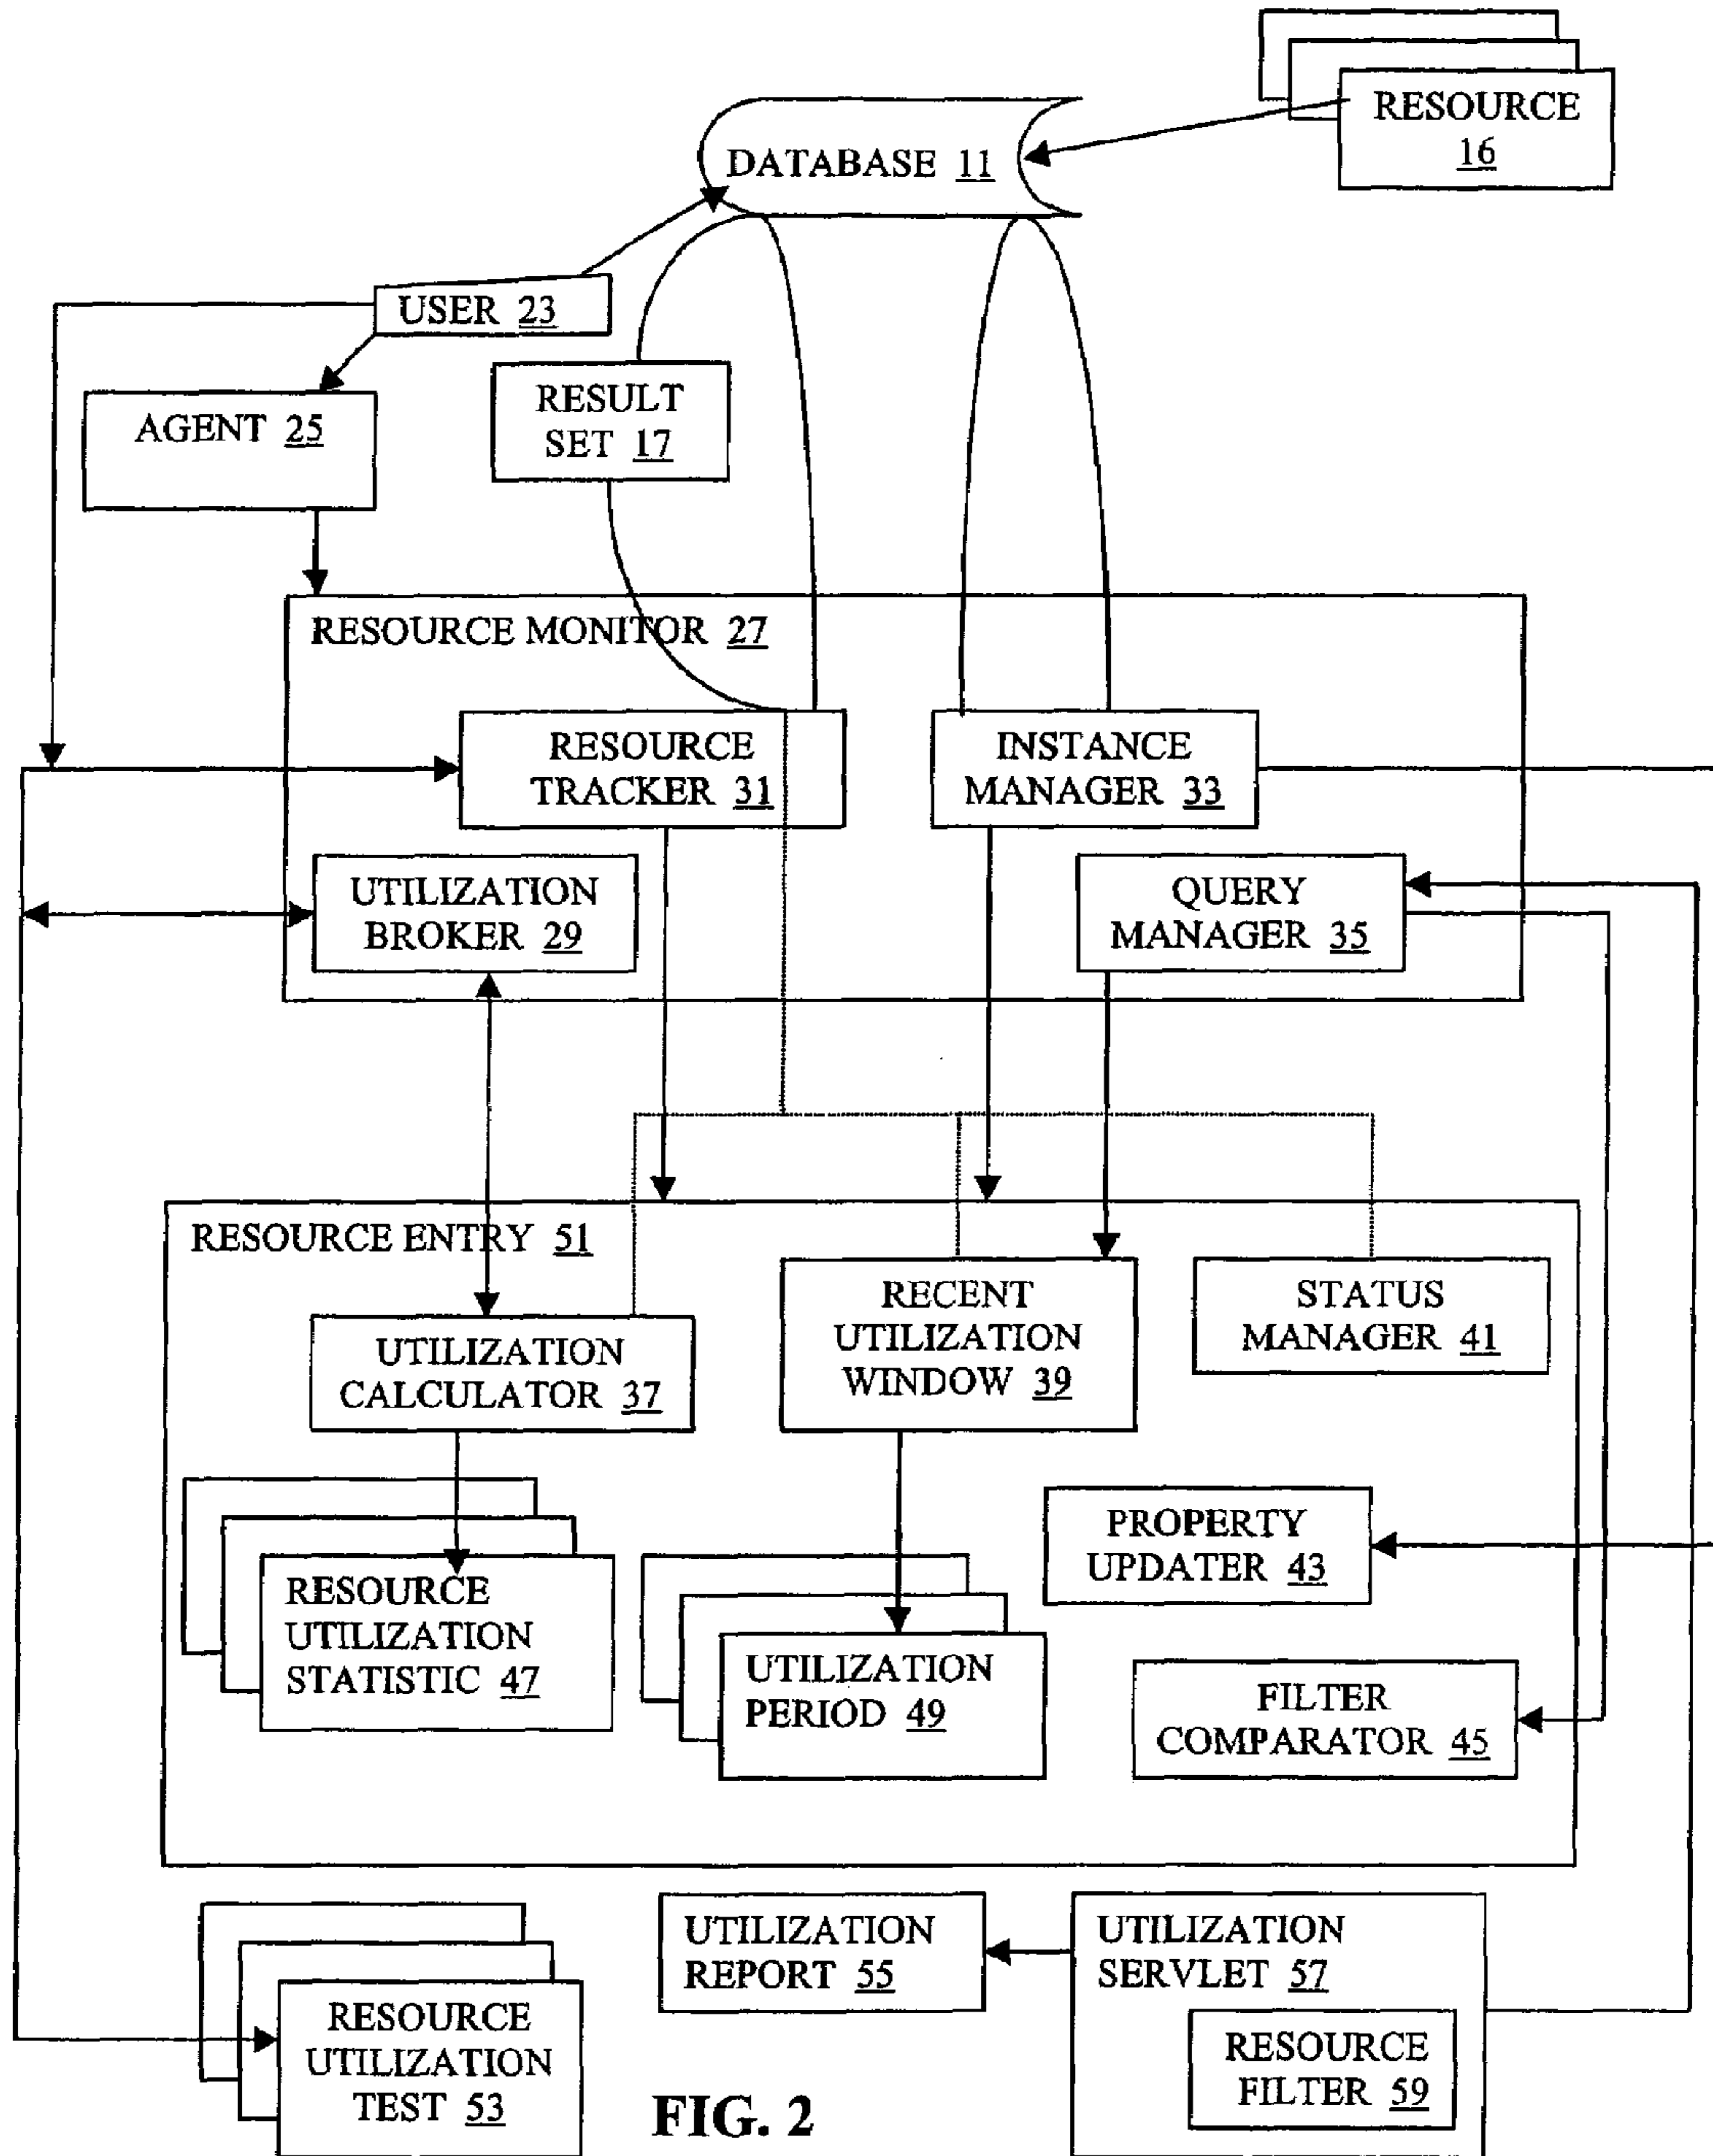 RESOURCE
16
DATABASE 11
USER 23
RESULT
SET 17
AGENT 25
RESOURCE MONITOR 27
RESOURCE
TRACKER 31
INSTANCE
MANAGER 33
UTILIZATION
BROKER 29
QUERY
MANAGER 35
RESOURCE ENTRY 51
RECENT
UTILIZATION
WINDOW 39
STATUS
MANAGER 41
UTILIZATION
CALCULATOR 37
PROPERTY
UPDATER 43
RESOURCE
UTILIZATION
STATISTIC 47
UTILIZATION
PERIOD 49
FILTER
COMPARATOR 45
UTILIZATION
REPORT 55
UTILIZATION
SERVLET 57
RESOURCE
UTILIZATION
TEST 53
RESOURCE
FILTER 59
FIG. 2